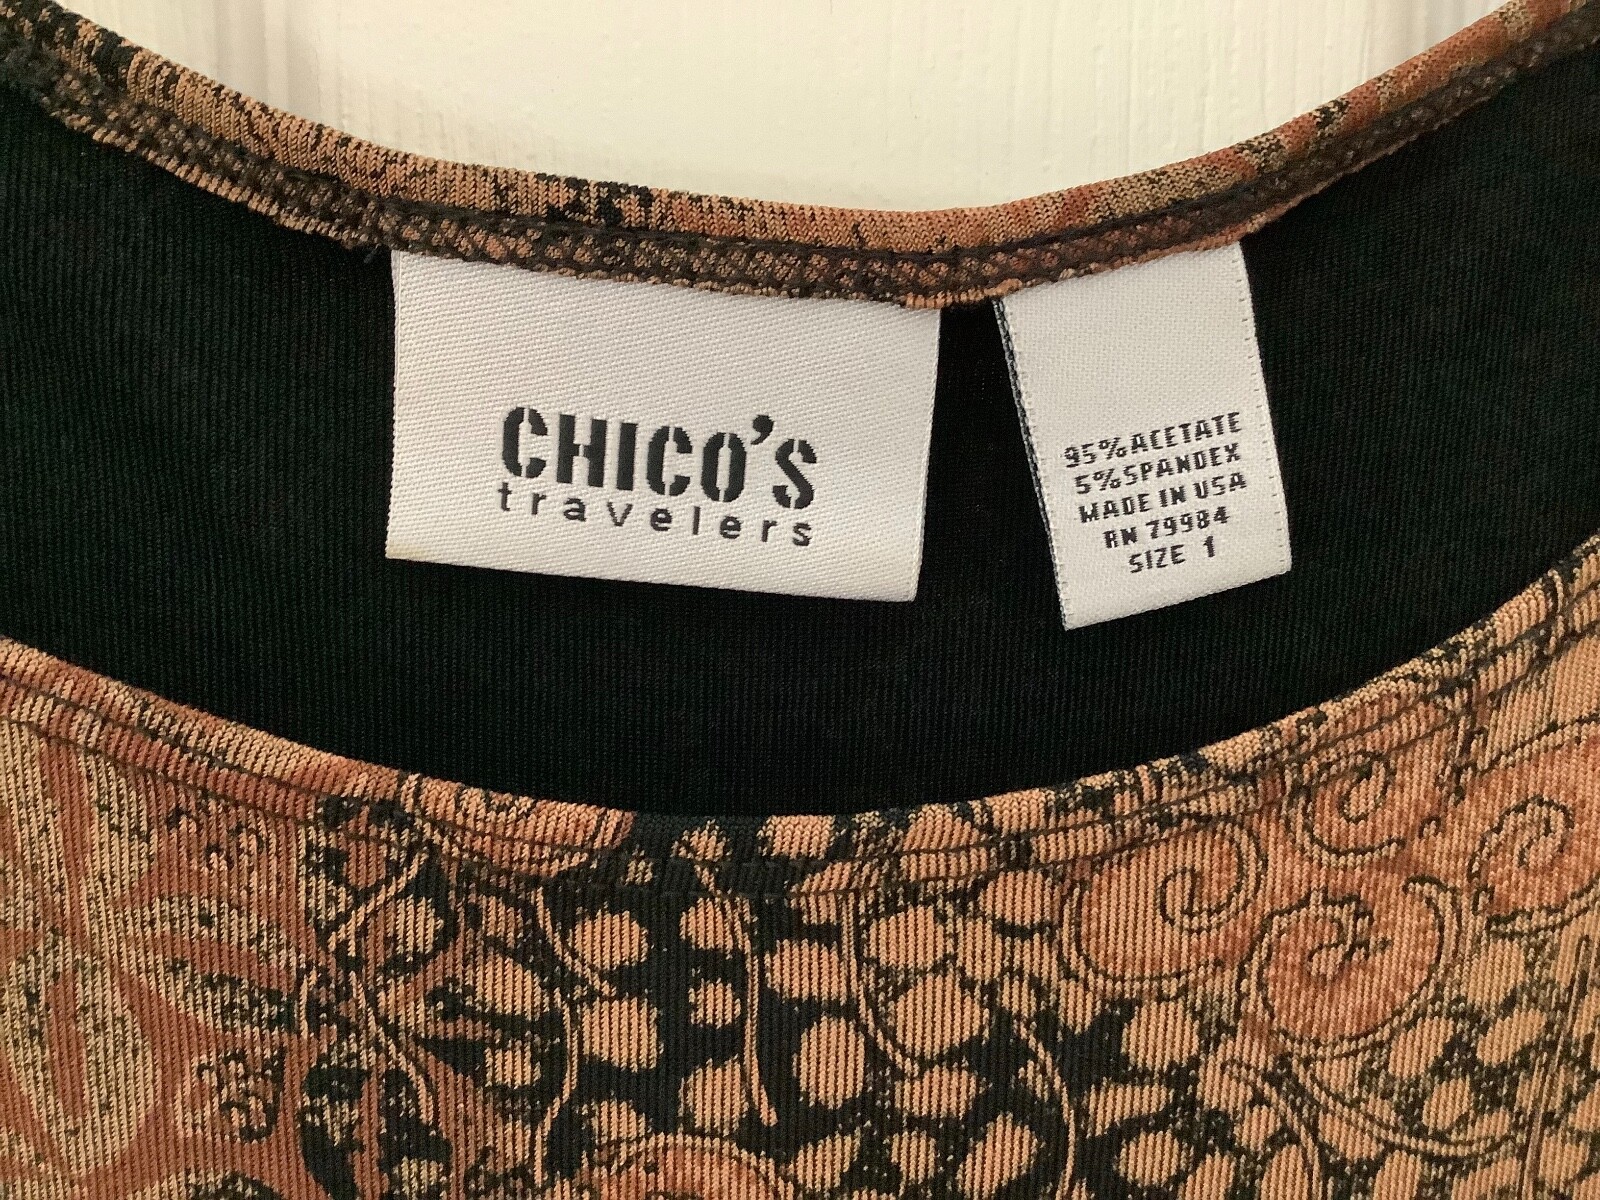 CHICO'S
travelers
95% ACETATE
5% SPANDEX
MADE IN USA
RN 79984
SIZE 1